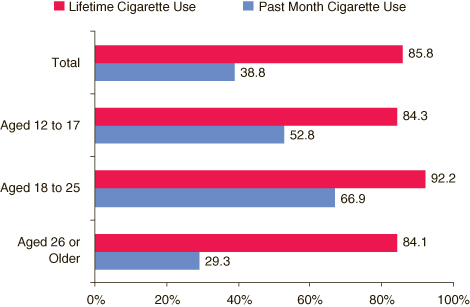 Lifetime Cigarette Use Past Month Cigarette Use
Total
85.8
38.8
Aged 12 to 17
84.3
52.8
Aged 18 to 25
92.2
66.9
Aged 26 or
Older
84.1
29.3
0% 20% 40% 60% 80% 100%